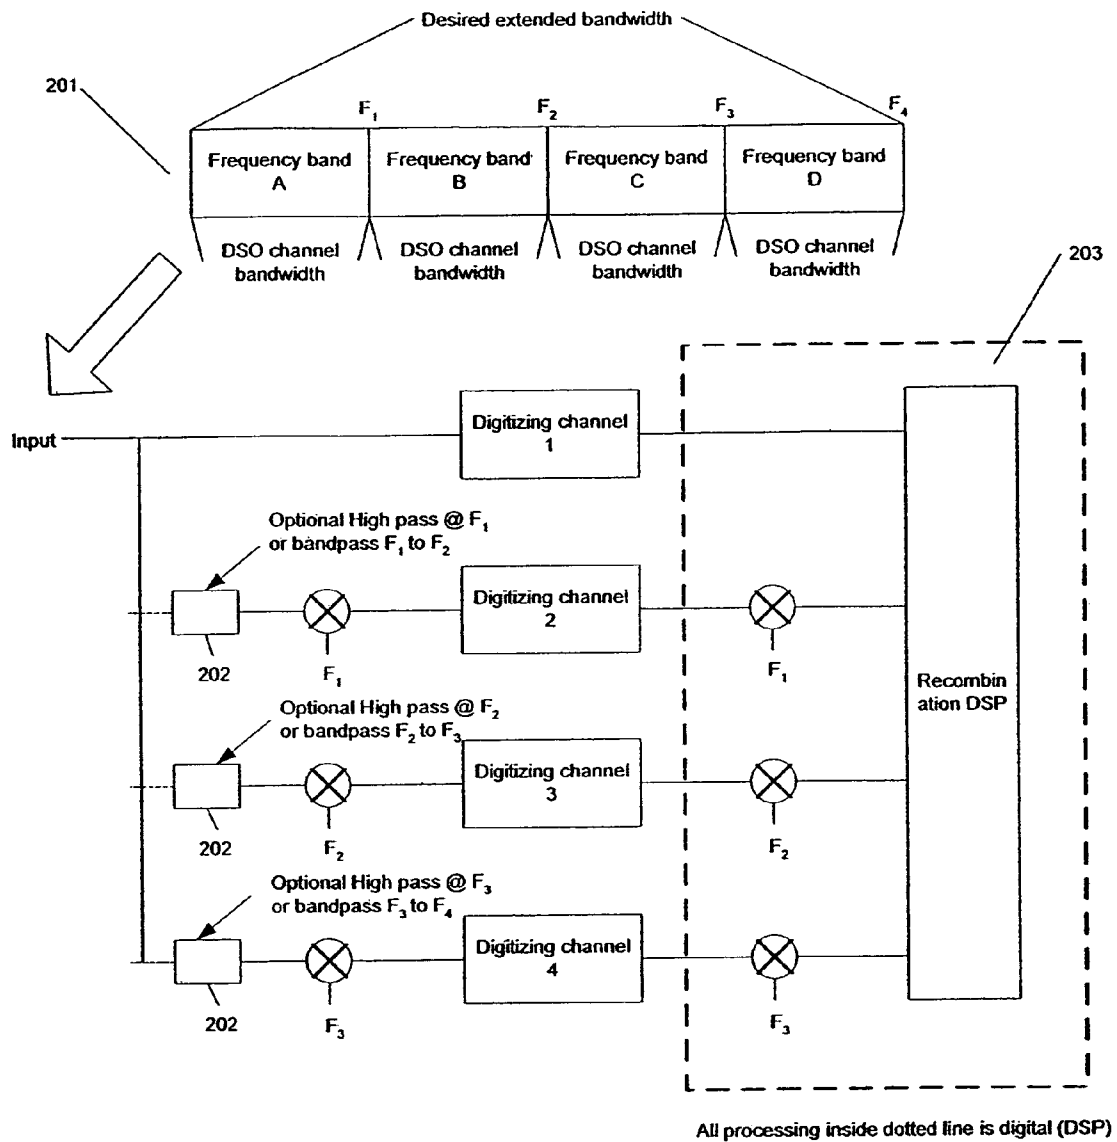 Desired extended bandwidth
201
F1 F2 F3 F4
Frequency band A
Frequency band B
Frequency band C
Frequency band D
DSO channel bandwidth
DSO channel bandwidth
DSO channel bandwidth
DSO channel bandwidth
203
Input
Digitizing channel
1
Optional High pass @ F1
or bandpass F1 to F2
Digitizing channel
2
202
F1
F1
Recombin
ation DSP
Optional High pass @ F2
or bandpass F2 to F3
Digitizing channel
3
202
F2
F2
Optional High pass @ F3
or bandpass F3 to F4
Digitizing channel
4
202
F3
F3
All processing inside dotted line is digital (DSP)